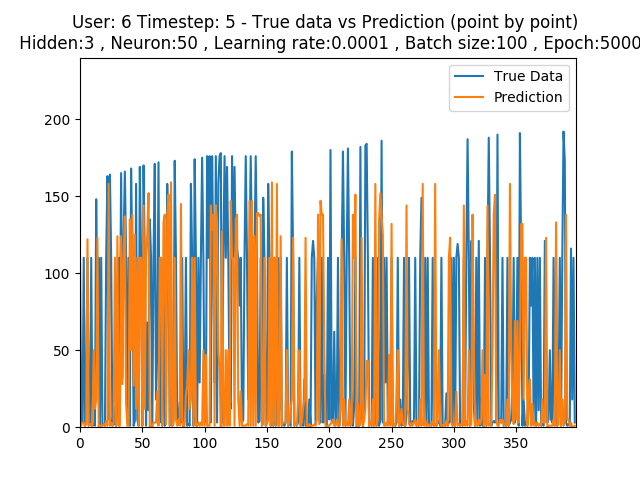 User: 6 Timestep: 5 - True data vs Prediction (point by point)
Hidden:3 , Neuron:50 , Learning rate:0.0001 , Batch size:100 , Epoch:5000
True Data
Prediction
200
150
100
50
0
0 50 100 150 200 250 300 350